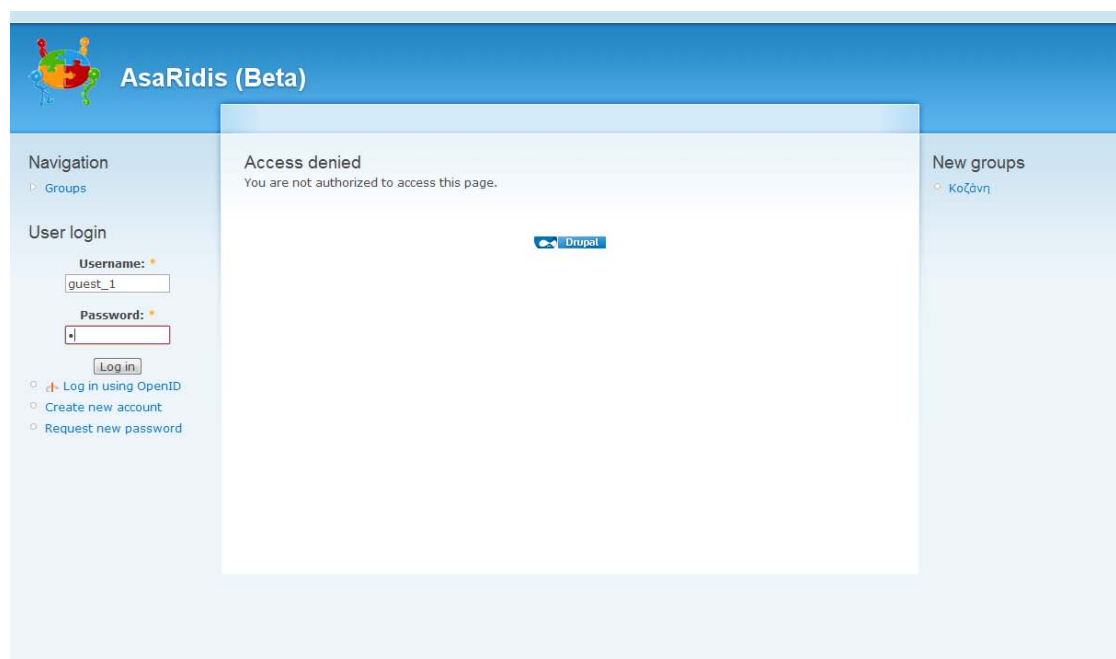 AsaRidis (Beta)
Navigation
Groups
User login
Username: *
guest_1
Password: *
•
Log in
Log in using OpenID
Create new account
Request new password
Access denied
You are not authorized to access this page.
Drupal
New groups
Κοζάνη